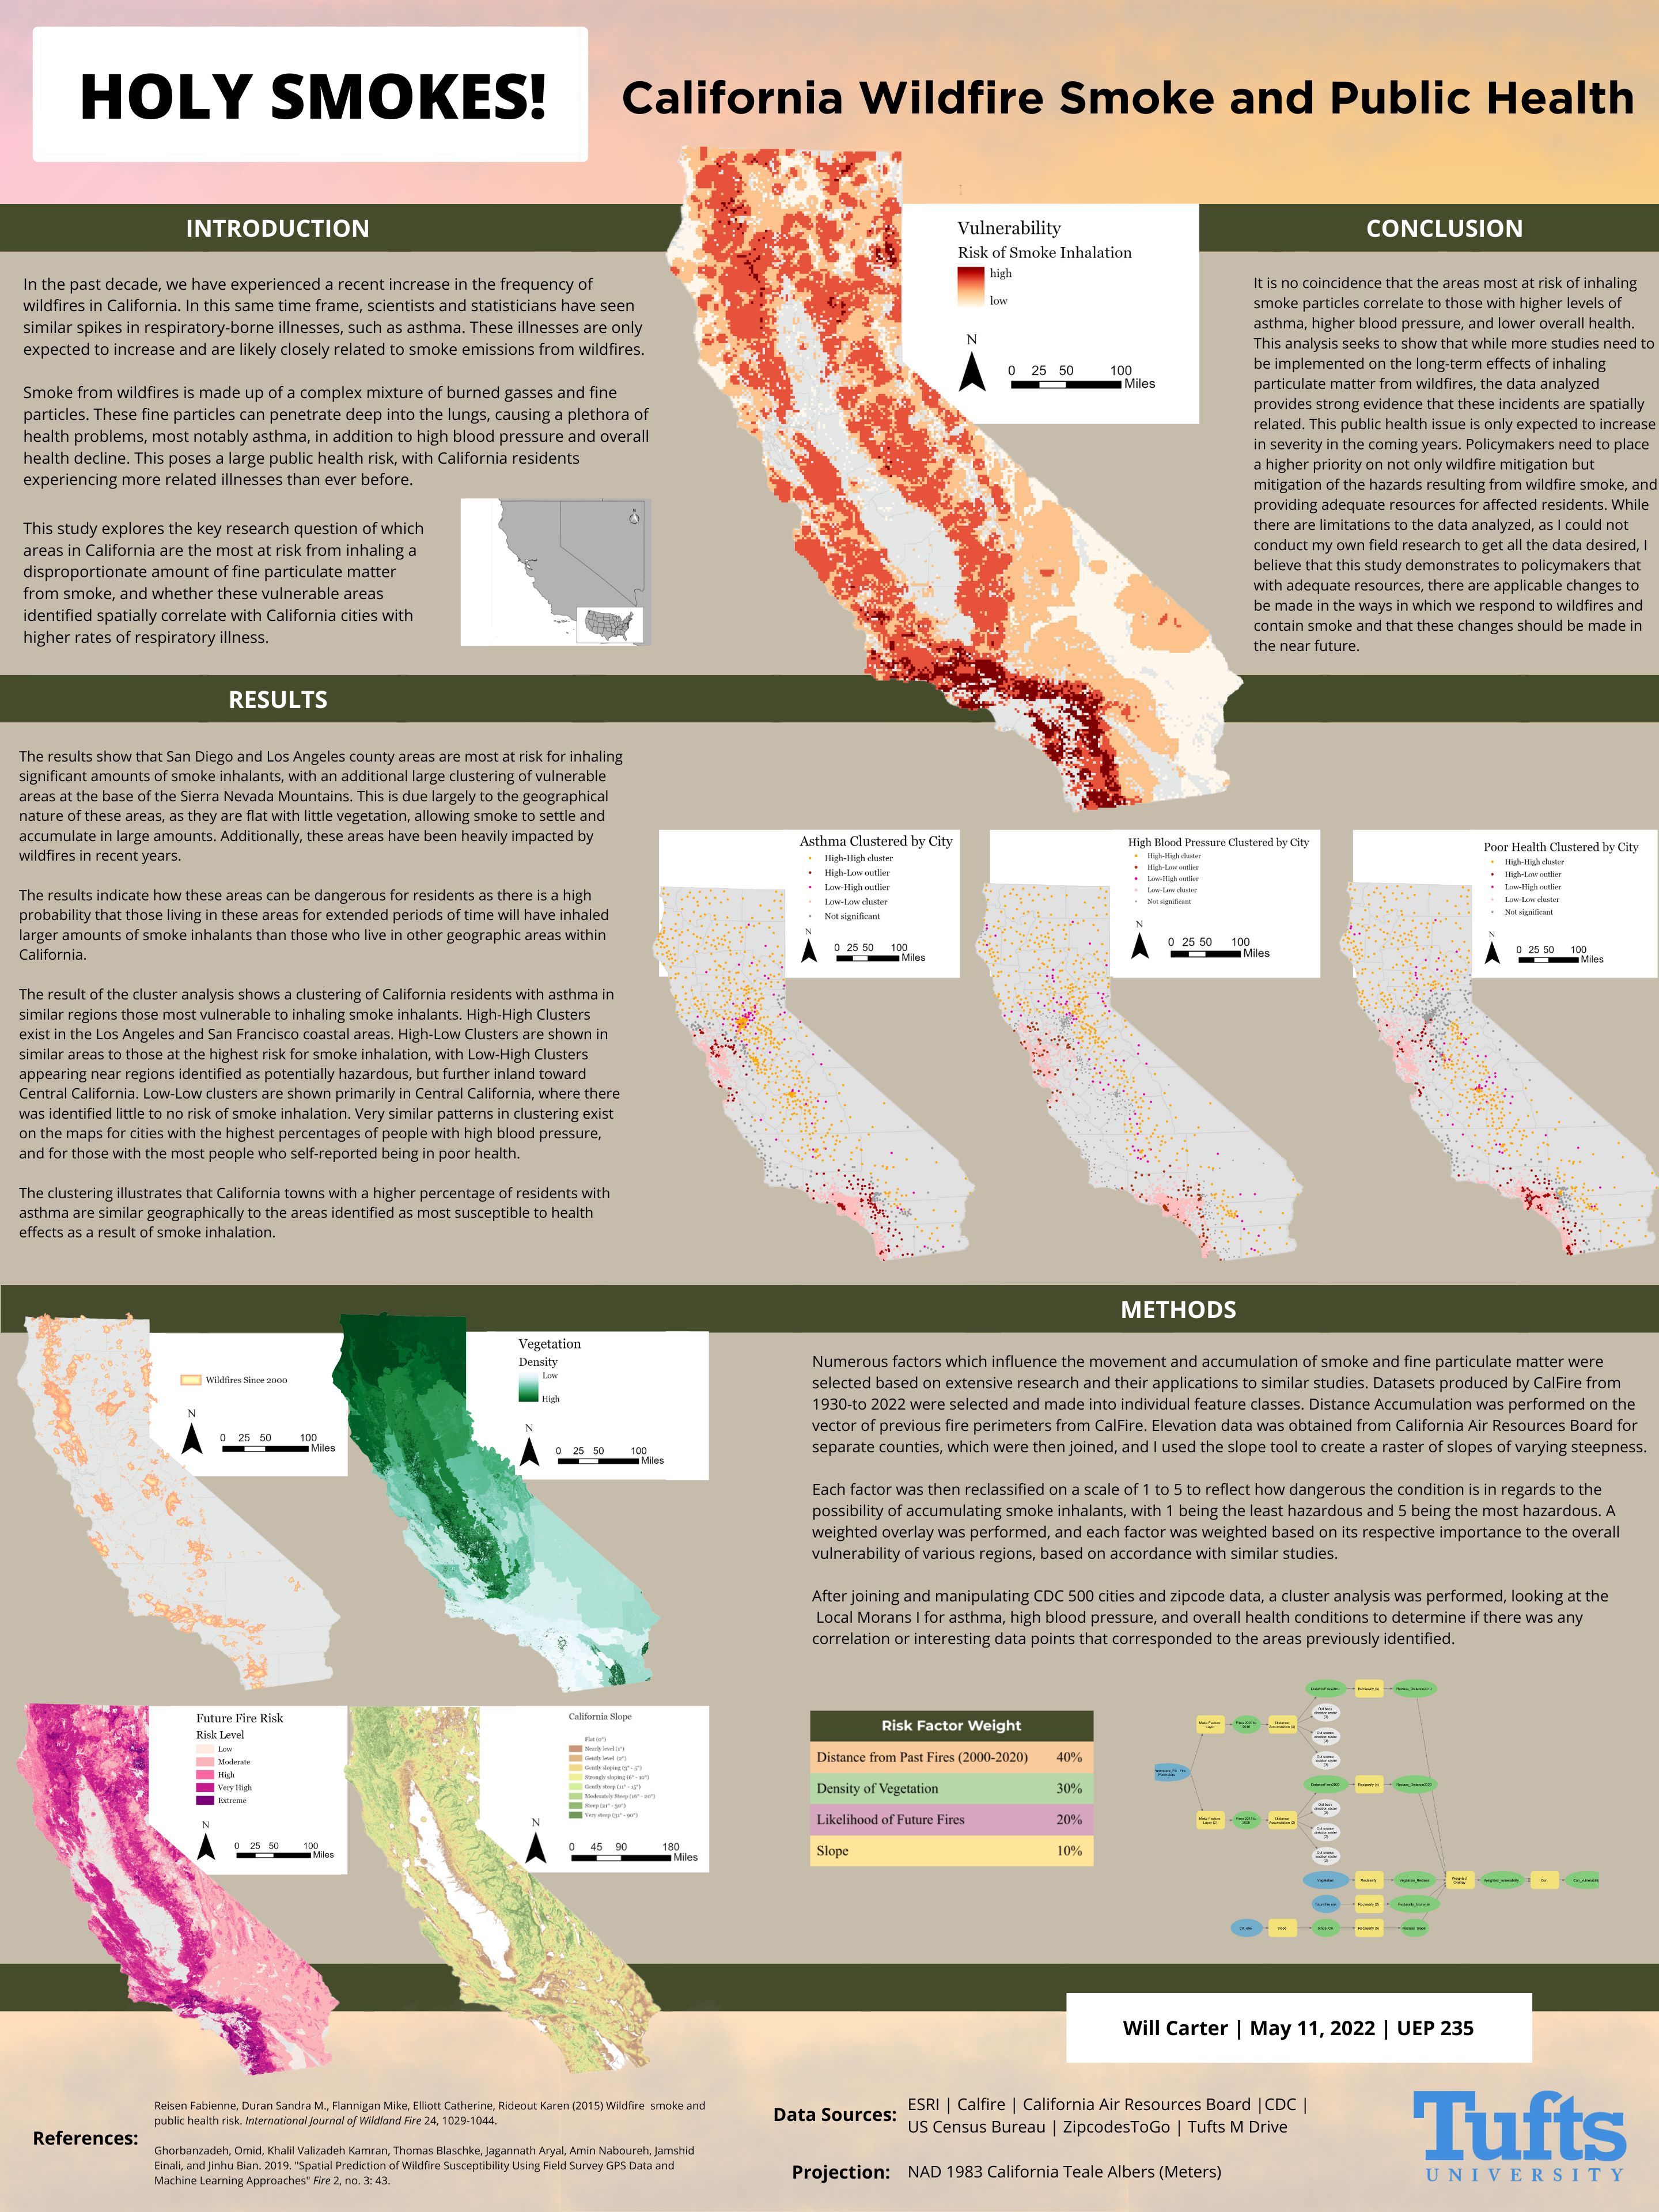 HOLY SMOKES!
California Wildfire Smoke and Public Health
INTRODUCTION
In the past decade, we have experienced a recent increase in the frequency of
wildfires in California. In this same time frame, scientists and statisticians have seen
similar spikes in respiratory-borne illnesses, such as asthma. These illnesses are only
expected to increase and are likely closely related to smoke emissions from wildfires.
Smoke from wildfires is made up of a complex mixture of burned gasses and fine
particles. These fine particles can penetrate deep into the lungs, causing a plethora of
health problems, most notably asthma, in addition to high blood pressure and overall
health decline. This poses a large public health risk, with California residents
experiencing more related illnesses than ever before.
This study explores the key research question of which
areas in California are the most at risk from inhaling a
disproportionate amount of fine particulate matter
from smoke, and whether these vulnerable areas
identified spatially correlate with California cities with
higher rates of respiratory illness.
Vulnerability
Risk of Smoke Inhalation
high
low
N
0 25 50 100
Miles
CONCLUSION
It is no coincidence that the areas most at risk of inhaling
smoke particles correlate to those with higher levels of
asthma, higher blood pressure, and lower overall health.
This analysis seeks to show that while more studies need to
be implemented on the long-term effects of inhaling
particulate matter from wildfires, the data analyzed
provides strong evidence that these incidents are spatially
related. This public health issue is only expected to increase
in severity in the coming years. Policymakers need to place
a higher priority on not only wildfire mitigation but
mitigation of the hazards resulting from wildfire smoke, and
providing adequate resources for affected residents. While
there are limitations to the data analyzed, as I could not
conduct my own field research to get all the data desired, I
believe that this study demonstrates to policymakers that
with adequate resources, there are applicable changes to
be made in the ways in which we respond to wildfires and
contain smoke and that these changes should be made in
the near future.
RESULTS
The results show that San Diego and Los Angeles county areas are most at risk for inhaling
significant amounts of smoke inhalants, with an additional large clustering of vulnerable
areas at the base of the Sierra Nevada Mountains. This is due largely to the geographical
nature of these areas, as they are flat with little vegetation, allowing smoke to settle and
accumulate in large amounts. Additionally, these areas have been heavily impacted by
wildfires in recent years.
The results indicate how these areas can be dangerous for residents as there is a high
probability that those living in these areas for extended periods of time will have inhaled
larger amounts of smoke inhalants than those who live in other geographic areas within
California.
The result of the cluster analysis shows a clustering of California residents with asthma in
similar regions those most vulnerable to inhaling smoke inhalants. High-High Clusters
exist in the Los Angeles and San Francisco coastal areas. High-Low Clusters are shown in
similar areas to those at the highest risk for smoke inhalation, with Low-High Clusters
appearing near regions identified as potentially hazardous, but further inland toward
Central California. Low-Low clusters are shown primarily in Central California, where there
was identified little to no risk of smoke inhalation. Very similar patterns in clustering exist
on the maps for cities with the highest percentages of people with high blood pressure,
and for those with the most people who self-reported being in poor health.
The clustering illustrates that California towns with a higher percentage of residents with
asthma are similar geographically to the areas identified as most susceptible to health
effects as a result of smoke inhalation.
Asthma Clustered by City
High-High cluster
High-Low outlier
Low-High outlier
Low-Low cluster
Not significant
N
0 25 50 100
Miles
High Blood Pressure Clustered by City
High-High cluster
High-Low outlier
Low-High outlier
Low-Low cluster
Not significant
N
0 25 50 100
Miles
Poor Health Clustered by City
High-High cluster
High-Low outlier
Low-High outlier
Low-Low cluster
Not significant
N
0 25 50 100
Miles
METHODS
Wildfires Since 2000
N
0 25 50 100
Miles
Vegetation
Density
Low
High
N
0 25 50 100
Miles
Future Fire Risk
Risk Level
Low
Moderate
High
Very High
Extreme
N
0 25 50 100
Miles
California Slope
Flat (0°)
Nearly level (1°)
Gently level (2°)
Gently sloping (3° - 5°)
Strongly sloping (6° - 10°)
Gently steep (11° - 15°)
Moderately Steep (16° - 20°)
Steep (21° - 30°)
Very steep (31° - 90°)
N
0 45 90 180
Miles
Numerous factors which influence the movement and accumulation of smoke and fine particulate matter were
selected based on extensive research and their applications to similar studies. Datasets produced by CalFire from
1930-to 2022 were selected and made into individual feature classes. Distance Accumulation was performed on the
vector of previous fire perimeters from CalFire. Elevation data was obtained from California Air Resources Board for
separate counties, which were then joined, and I used the slope tool to create a raster of slopes of varying steepness.
Each factor was then reclassified on a scale of 1 to 5 to reflect how dangerous the condition is in regards to the
possibility of accumulating smoke inhalants, with 1 being the least hazardous and 5 being the most hazardous. A
weighted overlay was performed, and each factor was weighted based on its respective importance to the overall
vulnerability of various regions, based on accordance with similar studies.
After joining and manipulating CDC 500 cities and zipcode data, a cluster analysis was performed, looking at the
Local Morans I for asthma, high blood pressure, and overall health conditions to determine if there was any
correlation or interesting data points that corresponded to the areas previously identified.
Risk Factor Weight
Distance from Past Fires (2000-2020) 40%
Density of Vegetation 30%
Likelihood of Future Fires 20%
Slope 10%
Make Feature
Layer
Distance
Accumulation
Reclassify
Vegetation
Reclassify
Weighted
Overlay
Con
Slope
Will Carter | May 11, 2022 | UEP 235
References:
Reisen Fabienne, Duran Sandra M., Flannigan Mike, Elliott Catherine, Rideout Karen (2015) Wildfire smoke and
public health risk. International Journal of Wildland Fire 24, 1029-1044.
Ghorbanzadeh, Omid, Khalil Valizadeh Kamran, Thomas Blaschke, Jagannath Aryal, Amin Naboureh, Jamshid
Einali, and Jinhu Bian. 2019. "Spatial Prediction of Wildfire Susceptibility Using Field Survey GPS Data and
Machine Learning Approaches" Fire 2, no. 3: 43.
Data Sources:
ESRI | Calfire | California Air Resources Board |CDC |
US Census Bureau | ZipcodesToGo | Tufts M Drive
Projection:
NAD 1983 California Teale Albers (Meters)
Tufts
UNIVERSITY